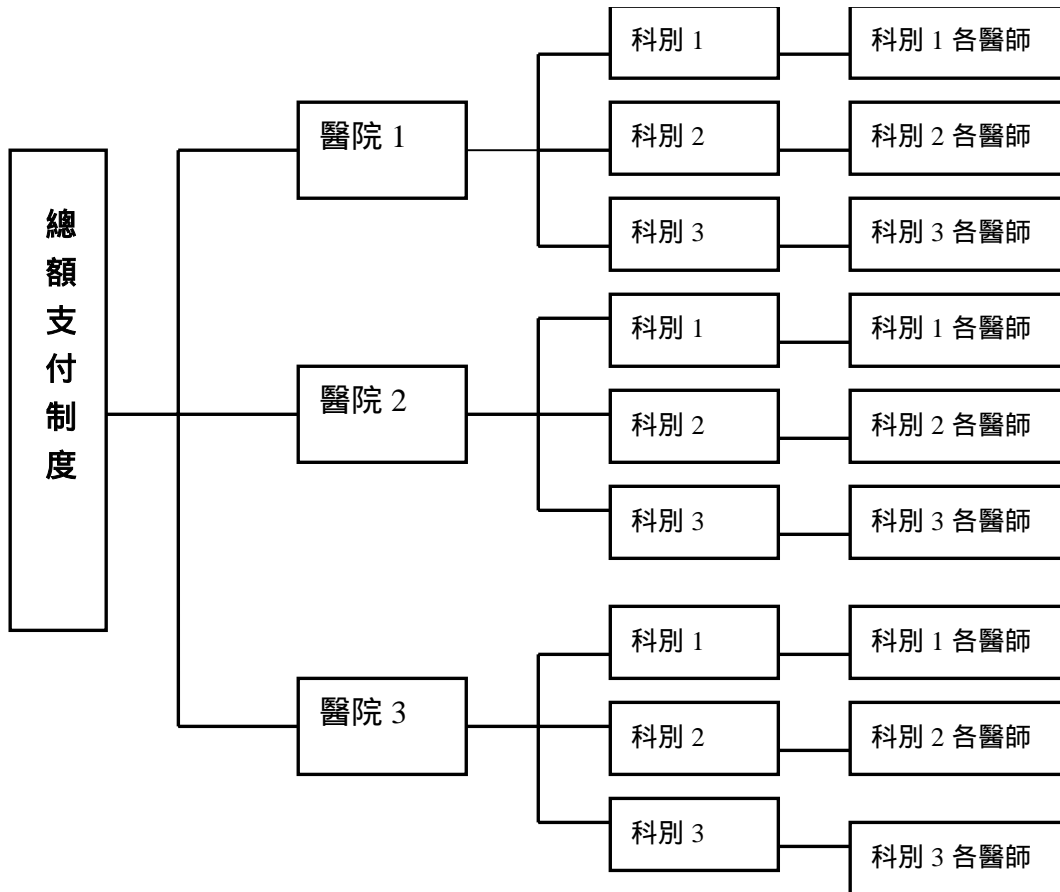 總額支付制度
醫院 1
科別 1
科別 1 各醫師
科別 2
科別 2 各醫師
科別 3
科別 3 各醫師
醫院 2
科別 1
科別 1 各醫師
科別 2
科別 2 各醫師
科別 3
科別 3 各醫師
醫院 3
科別 1
科別 1 各醫師
科別 2
科別 2 各醫師
科別 3
科別 3 各醫師